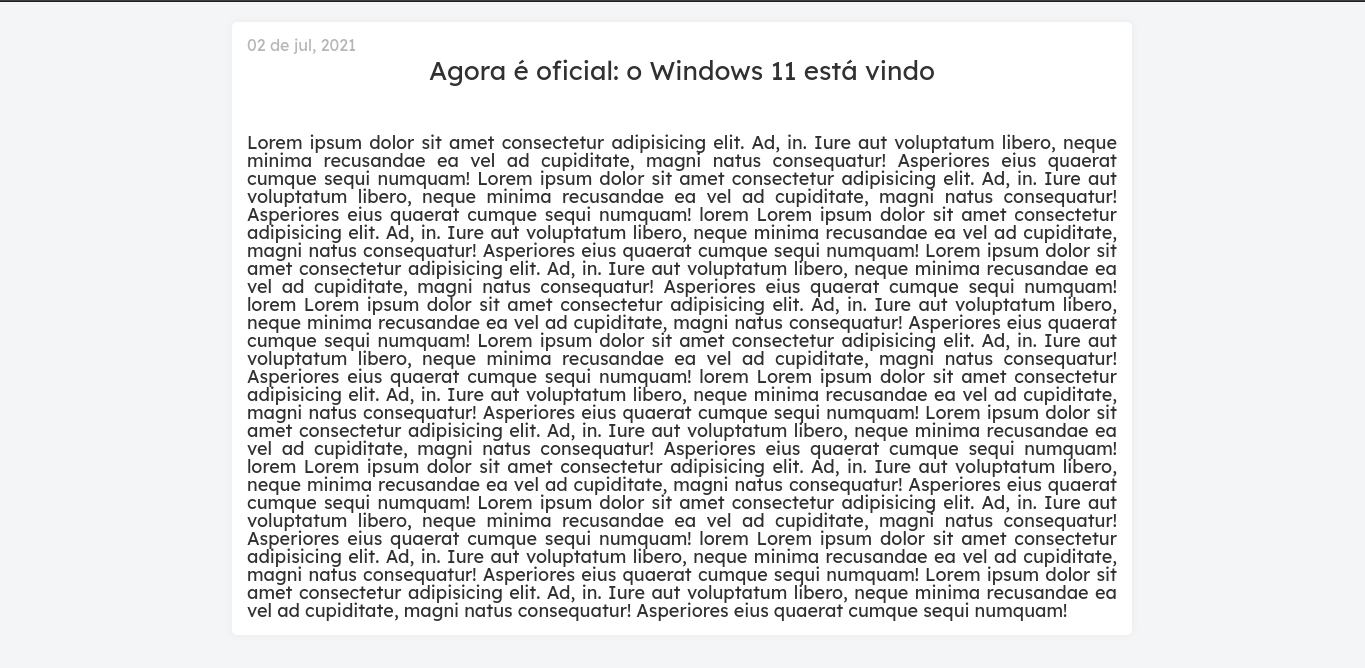 02 de jul, 2021
Agora é oficial: o Windows 11 está vindo
Lorem ipsum dolor sit amet consectetur adipisicing elit. Ad, in. Iure aut voluptatum libero, neque
minima recusandae ea vel ad cupiditate, magni natus consequatur! Asperiores eius quaerat
cumque sequi numquam! Lorem ipsum dolor sit amet consectetur adipisicing elit. Ad, in. Iure aut
voluptatum libero, neque minima recusandae ea vel ad cupiditate, magni natus consequatur!
Asperiores eius quaerat cumque sequi numquam! lorem Lorem ipsum dolor sit amet consectetur
adipisicing elit. Ad, in. Iure aut voluptatum libero, neque minima recusandae ea vel ad cupiditate,
magni natus consequatur! Asperiores eius quaerat cumque sequi numquam! Lorem ipsum dolor sit
amet consectetur adipisicing elit. Ad, in. Iure aut voluptatum libero, neque minima recusandae ea
vel ad cupiditate, magni natus consequatur! Asperiores eius quaerat cumque sequi numquam!
lorem Lorem ipsum dolor sit amet consectetur adipisicing elit. Ad, in. Iure aut voluptatum libero,
neque minima recusandae ea vel ad cupiditate, magni natus consequatur! Asperiores eius quaerat
cumque sequi numquam! Lorem ipsum dolor sit amet consectetur adipisicing elit. Ad, in. Iure aut
voluptatum libero, neque minima recusandae ea vel ad cupiditate, magni natus consequatur!
Asperiores eius quaerat cumque sequi numquam! lorem Lorem ipsum dolor sit amet consectetur
adipisicing elit. Ad, in. Iure aut voluptatum libero, neque minima recusandae ea vel ad cupiditate,
magni natus consequatur! Asperiores eius quaerat cumque sequi numquam! Lorem ipsum dolor sit
amet consectetur adipisicing elit. Ad, in. Iure aut voluptatum libero, neque minima recusandae ea
vel ad cupiditate, magni natus consequatur! Asperiores eius quaerat cumque sequi numquam!
lorem Lorem ipsum dolor sit amet consectetur adipisicing elit. Ad, in. Iure aut voluptatum libero,
neque minima recusandae ea vel ad cupiditate, magni natus consequatur! Asperiores eius quaerat
cumque sequi numquam! Lorem ipsum dolor sit amet consectetur adipisicing elit. Ad, in. Iure aut
voluptatum libero, neque minima recusandae ea vel ad cupiditate, magni natus consequatur!
Asperiores eius quaerat cumque sequi numquam! lorem Lorem ipsum dolor sit amet consectetur
adipisicing elit. Ad, in. Iure aut voluptatum libero, neque minima recusandae ea vel ad cupiditate,
magni natus consequatur! Asperiores eius quaerat cumque sequi numquam! Lorem ipsum dolor sit
amet consectetur adipisicing elit. Ad, in. Iure aut voluptatum libero, neque minima recusandae ea
vel ad cupiditate, magni natus consequatur! Asperiores eius quaerat cumque sequi numquam!